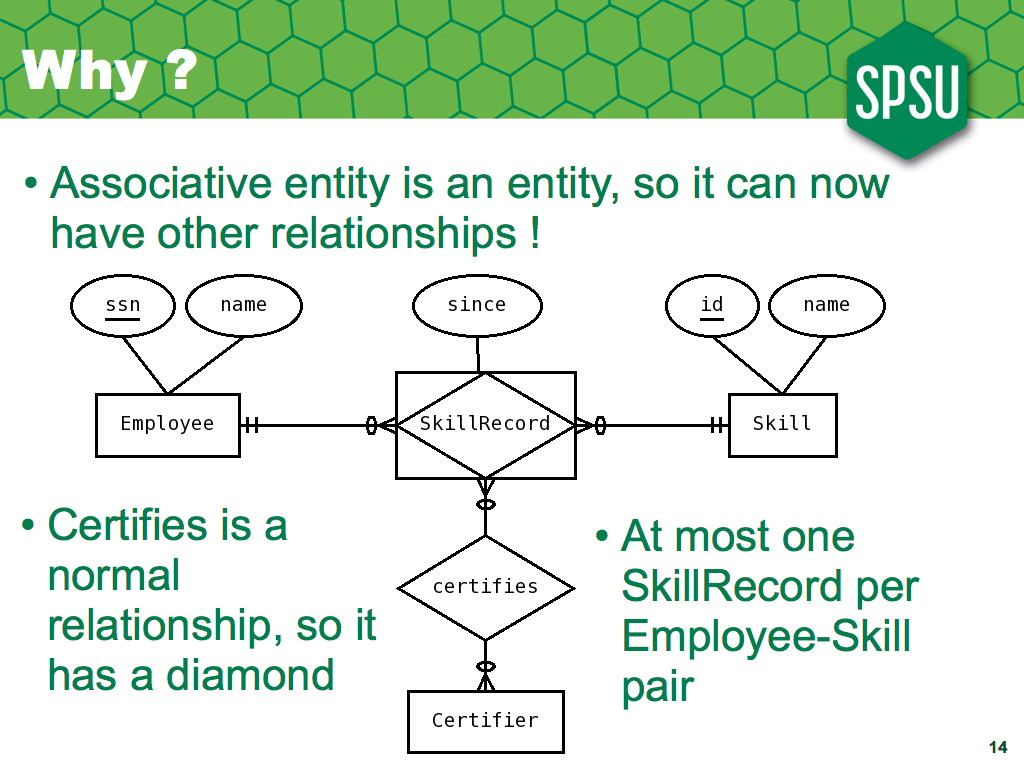 Why ?
SPSU
• Associative entity is an entity, so it can now
have other relationships !
ssn
name
since
id
name
Employee
SkillRecord
Skill
• Certifies is a
normal
relationship, so it
has a diamond
certifies
Certifier
• At most one
SkillRecord per
Employee-Skill
pair
14